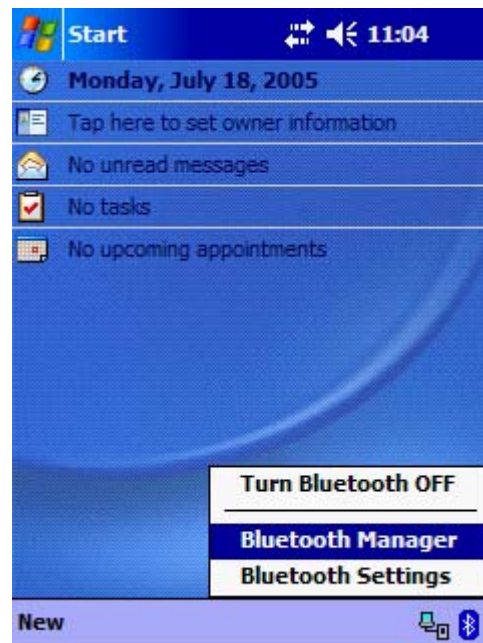 Start 11:04
Monday, July 18, 2005
Tap here to set owner information
No unread messages
No tasks
No upcoming appointments
Turn Bluetooth OFF
Bluetooth Manager
Bluetooth Settings
New